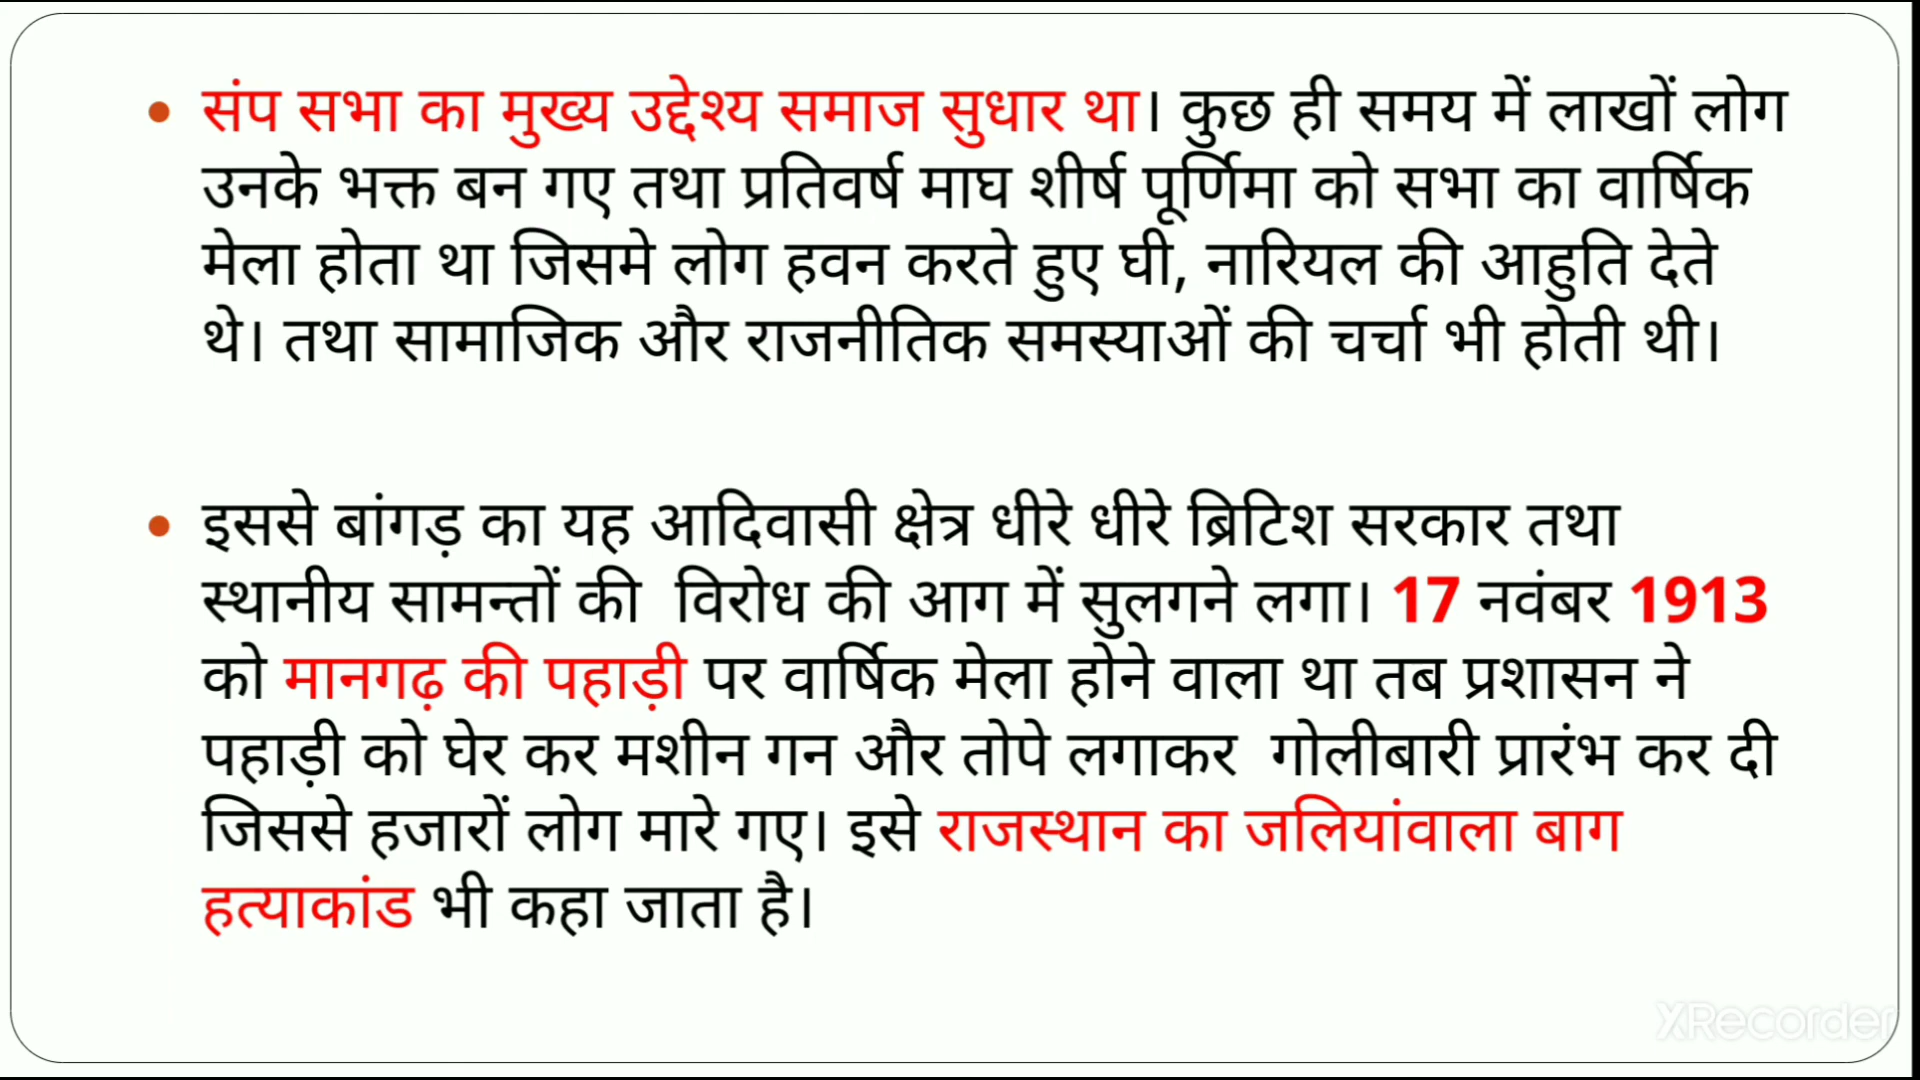 • संप सभा का मुख्य उद्देश्य समाज सुधार था। कुछ ही समय में लाखों लोग
उनके भक्त बन गए तथा प्रतिवर्ष माघ शीर्ष पूर्णिमा को सभा का वार्षिक
मेला होता था जिसमे लोग हवन करते हुए घी, नारियल की आहुति देते
थे। तथा सामाजिक और राजनीतिक समस्याओं की चर्चा भी होती थी।
• इससे बांगड़ का यह आदिवासी क्षेत्र धीरे धीरे ब्रिटिश सरकार तथा
स्थानीय सामन्तों की विरोध की आग में सुलगने लगा। 17 नवंबर 1913
को मानगढ़ की पहाड़ी पर वार्षिक मेला होने वाला था तब प्रशासन ने
पहाड़ी को घेर कर मशीन गन और तोपे लगाकर गोलीबारी प्रारंभ कर दी
जिससे हजारों लोग मारे गए। इसे राजस्थान का जलियांवाला बाग
हत्याकांड भी कहा जाता है।
XRecorder